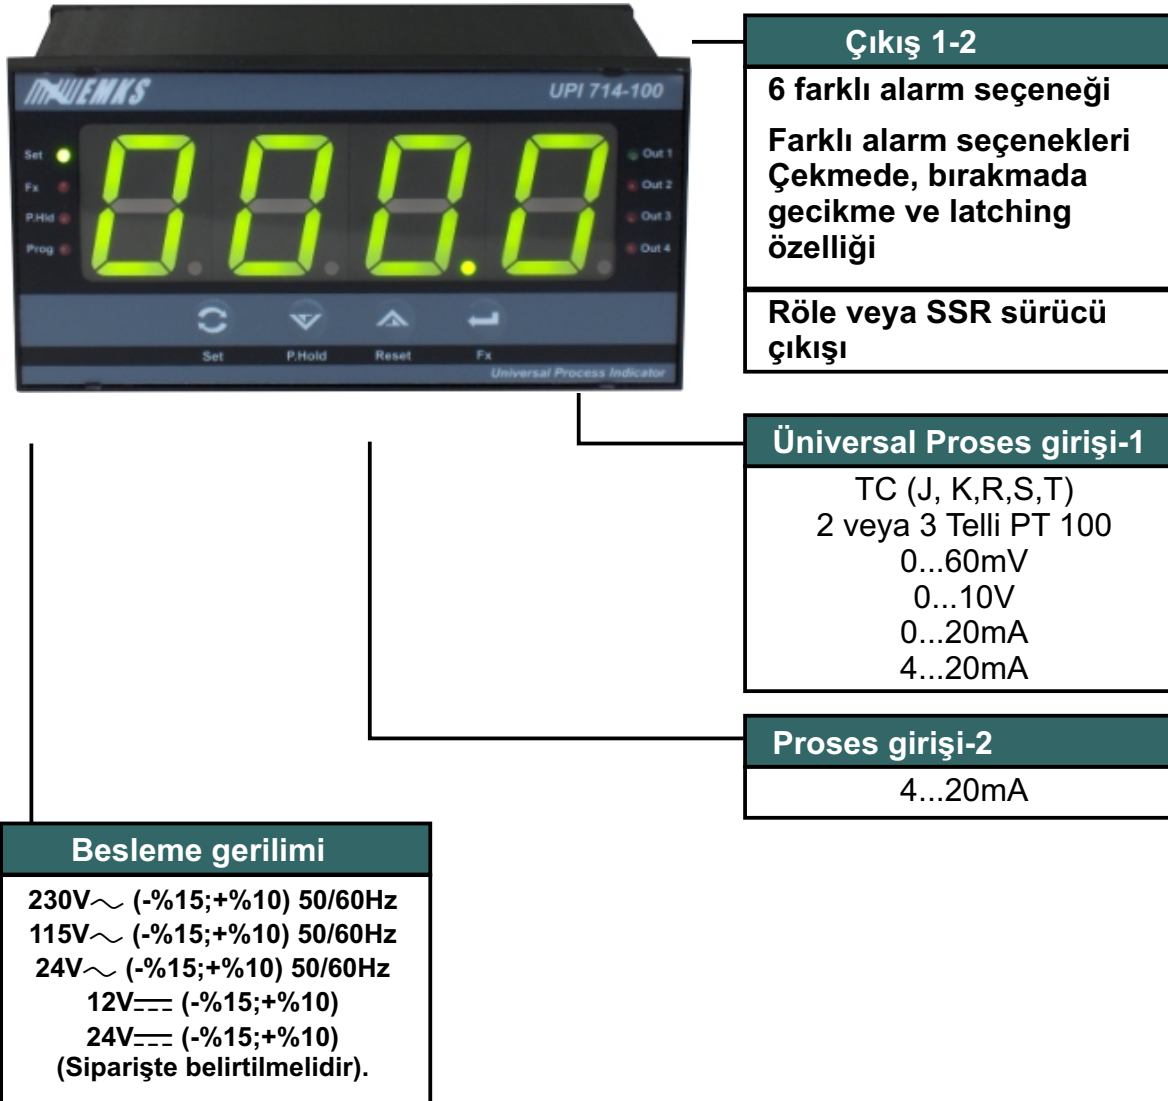 EMKS
UPI 714-100
000.0
Set
Fx
P.Hld
Prog
Out 1
Out 2
Out 3
Out 4
Set
P.Hold
Reset
Fx
Universal Process Indicator
Çıkış 1-2
6 farklı alarm seçeneği
Farklı alarm seçenekleri
Çekmede, bırakmada
gecikme ve latching
özelliği
Röle veya SSR sürücü
çıkışı
Üniversal Proses girişi-1
TC (J, K,R,S,T)
2 veya 3 Telli PT 100
0...60mV
0...10V
0...20mA
4...20mA
Proses girişi-2
4...20mA
Besleme gerilimi
230V~ (-%15;+%10) 50/60Hz
115V~ (-%15;+%10) 50/60Hz
24V~ (-%15;+%10) 50/60Hz
12V⎓ (-%15;+%10)
24V⎓ (-%15;+%10)
(Siparişte belirtilmelidir).